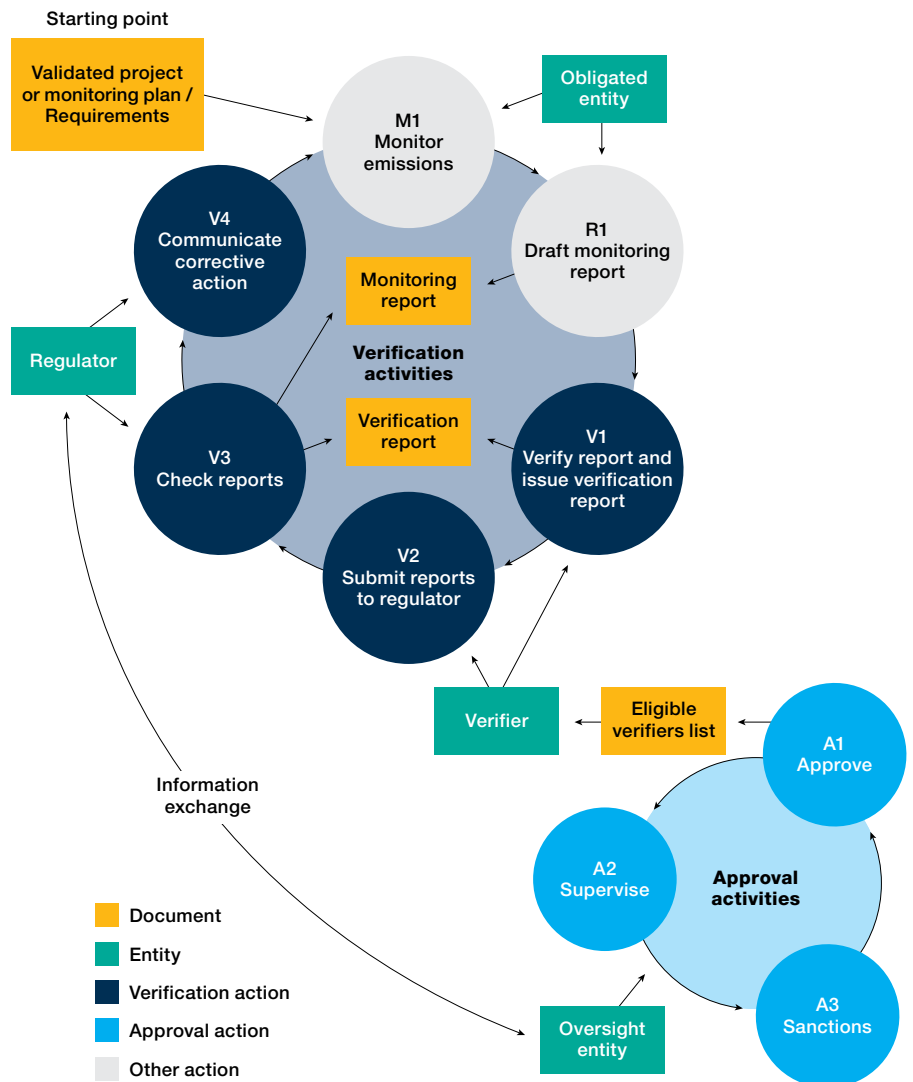 Starting point
Validated project
or monitoring plan /
Requirements
Obligated
entity
M1
Monitor
emissions
V4
Communicate
corrective
action
R1
Draft monitoring
report
Monitoring
report
Regulator
Verification
activities
Verification
report
V3
Check reports
V1
Verify report and
issue verification
report
V2
Submit reports
to regulator
Verifier
Eligible
verifiers list
A1
Approve
Information
exchange
A2
Supervise
Approval
activities
Document
Entity
Verification action
Approval action
Other action
Oversight
entity
A3
Sanctions